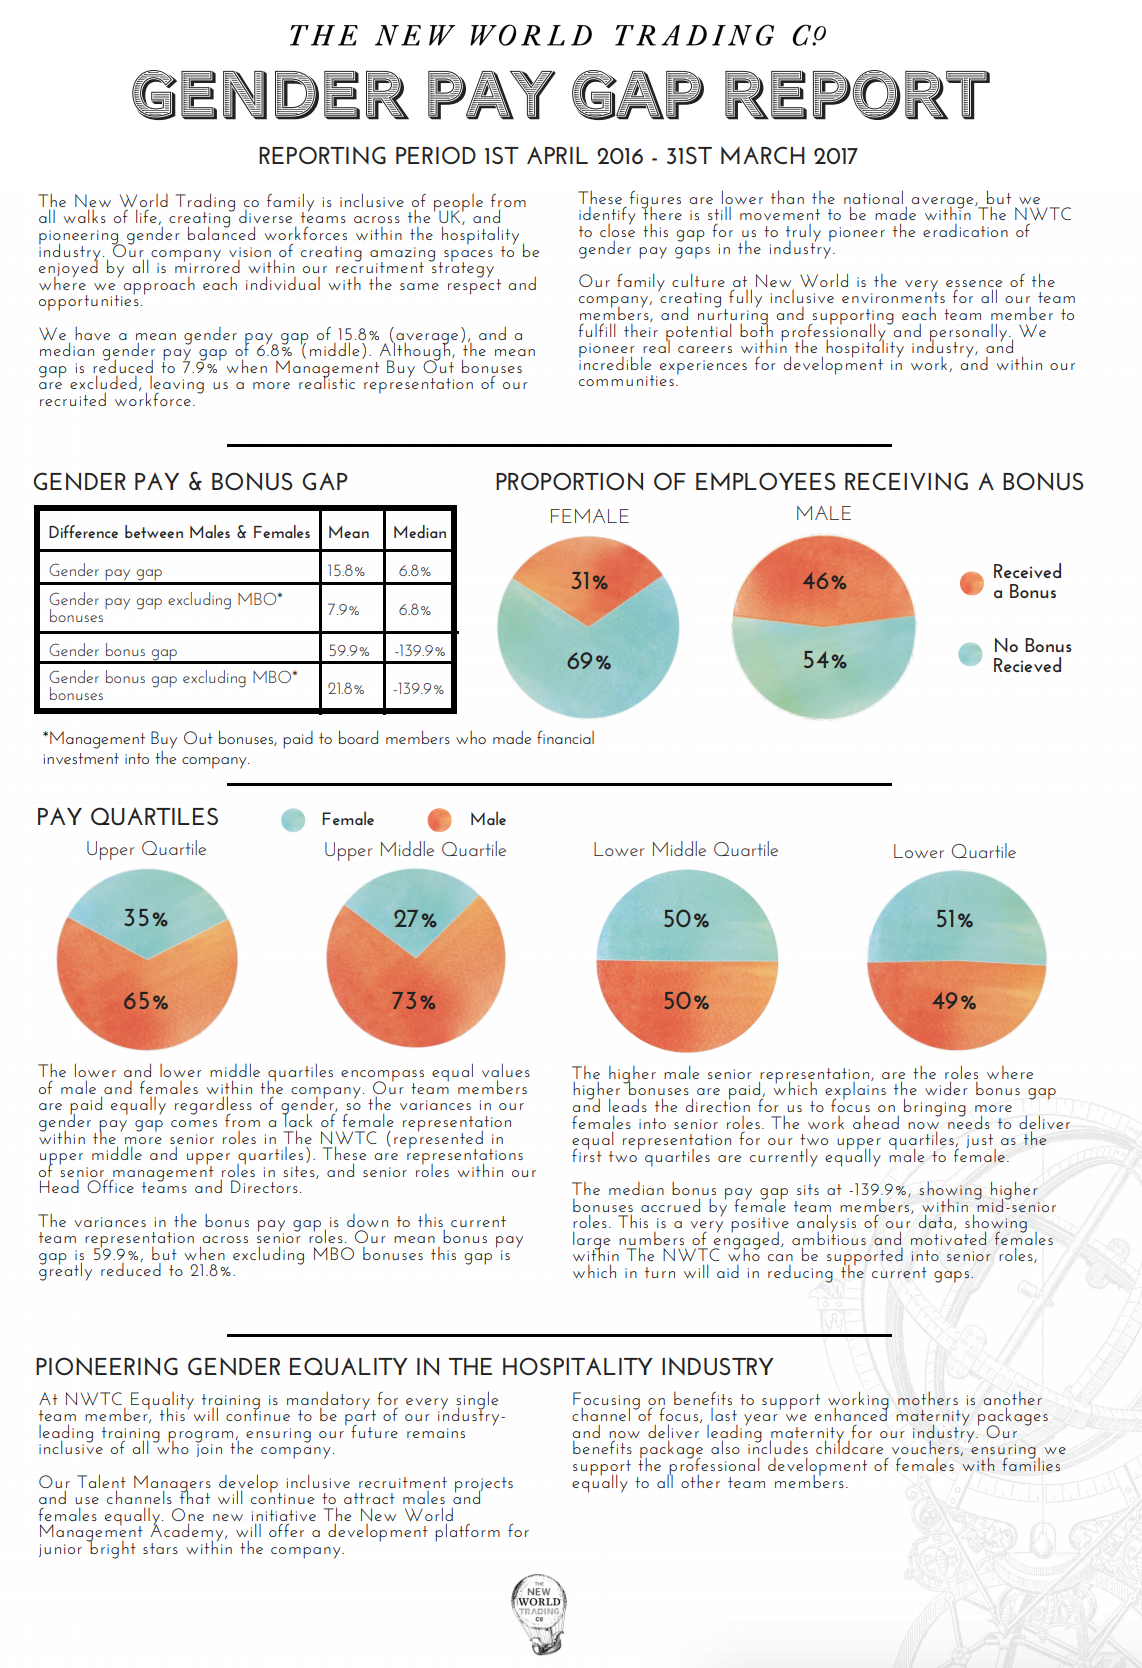 THE NEW WORLD TRADING Co
GENDER PAY GAP REPORT
REPORTING PERIOD 1ST APRIL 2016 - 31ST MARCH 2017
The New World Trading co family is inclusive of people from
all walks of life, creating diverse teams across the UK, and
pioneering gender balanced workforces within the hospitality
industry. Our company vision of creating amazing spaces to be
enjoyed by all is mirrored within our recruitment strategy
where we approach each individual with the same respect and
opportunities.
We have a mean gender pay gap of 15.8% (average), and a
median gender pay gap of 6.8% (middle). Although, the mean
gap is reduced to 7.9% when Management Buy Out bonuses
are excluded, leaving us a more realistic representation of our
recruited workforce.
These figures are lower than the national average, but we
identify there is still movement to be made within The NWTC
to close this gap for us to truly pioneer the eradication of
gender pay gaps in the industry.
Our family culture at New World is the very essence of the
company, creating fully inclusive environments for all our team
members, and nurturing and supporting each team member to
fulfill their potential both professionally and personally. We
pioneer real careers within the hospitality industry, and
incredible experiences for development in work, and within our
communities.
GENDER PAY & BONUS GAP
Difference between Males & Females Mean Median
Gender pay gap 15.8% 6.8%
Gender pay gap excluding MBO*
bonuses 7.9% 6.8%
Gender bonus gap 59.9% -139.9%
Gender bonus gap excluding MBO*
bonuses 21.8% -139.9%
*Management Buy Out bonuses, paid to board members who made financial
investment into the company.
PROPORTION OF EMPLOYEES RECEIVING A BONUS
FEMALE
31%
69%
MALE
46%
54%
Received
a Bonus
No Bonus
Recieved
PAY QUARTILES
Female
Male
Upper Quartile
35%
65%
Upper Middle Quartile
27%
73%
Lower Middle Quartile
50%
50%
Lower Quartile
51%
49%
The lower and lower middle quartiles encompass equal values
of male and females within the company. Our team members
are paid equally regardless of gender, so the variances in our
gender pay gap comes from a lack of female representation
within the more senior roles in The NWTC (represented in
upper middle and upper quartiles). These are representations
of senior management roles in sites, and senior roles within our
Head Office teams and Directors.
The variances in the bonus pay gap is down to this current
team representation across senior roles. Our mean bonus pay
gap is 59.9%, but when excluding MBO bonuses this gap is
greatly reduced to 21.8%.
The higher male senior representation, are the roles where
higher bonuses are paid, which explains the wider bonus gap
and leads the direction for us to focus on bringing more
females into senior roles. The work ahead now needs to deliver
equal representation for our two upper quartiles, just as the
first two quartiles are currently equally male to female.
The median bonus pay gap sits at -139.9%, showing higher
bonuses accrued by female team members, within mid-senior
roles. This is a very positive analysis of our data, showing
large numbers of engaged, ambitious and motivated females
within The NWTC who can be supported into senior roles,
which in turn will aid in reducing the current gaps.
PIONEERING GENDER EQUALITY IN THE HOSPITALITY INDUSTRY
At NWTC Equality training is mandatory for every single
team member, this will continue to be part of our industry-
leading training program, ensuring our future remains
inclusive of all who join the company.
Our Talent Managers develop inclusive recruitment projects
and use channels that will continue to attract males and
females equally. One new initiative The New World
Management Academy, will offer a development platform for
junior bright stars within the company.
Focusing on benefits to support working mothers is another
channel of focus, last year we enhanced maternity packages
and now deliver leading maternity for our industry. Our
benefits package also includes childcare vouchers, ensuring we
support the professional development of females with families
equally to all other team members.
THE
NEW
WORLD
TRADING
Co